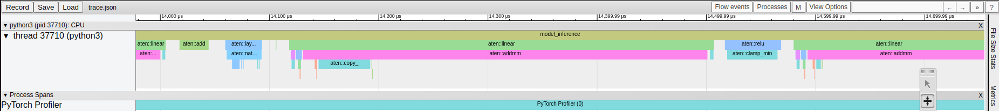 Record Save Load trace.json Flow events Processes M View Options ← → » ?
14,000 μs 14,100 μs 14,200 μs 14,300 μs 14,399.99 μs 14,499.99 μs 14,599.99 μs 14,699.99 μs
▾ python3 (pid 37710): CPU X
▾ thread 37710 (python3) model_inference
aten::linear aten::add aten::lay... aten::linear aten::relu aten::linear
aten:... aten::nat... aten::addmm aten::clamp_min aten::addmm
aten::copy_
▾ Process Spans X
PyTorch Profiler PyTorch Profiler (0)
File Size Stats
Metrics